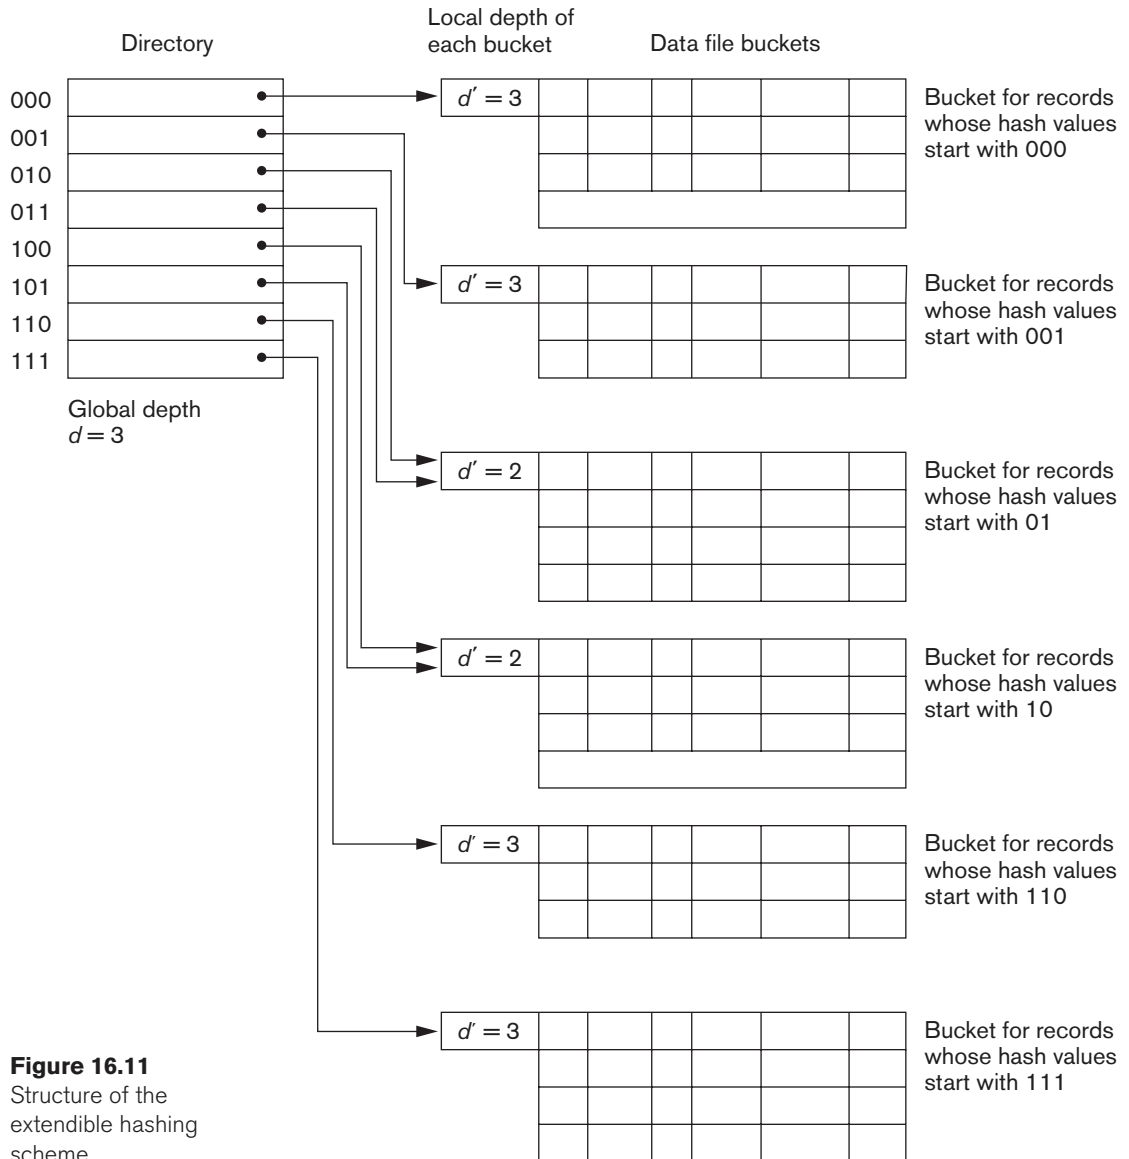 Directory
Local depth of
each bucket
Data file buckets
000
001
010
011
100
101
110
111
Global depth
d = 3
d′ = 3
Bucket for records
whose hash values
start with 000
d′ = 3
Bucket for records
whose hash values
start with 001
d′ = 2
Bucket for records
whose hash values
start with 01
d′ = 2
Bucket for records
whose hash values
start with 10
d′ = 3
Bucket for records
whose hash values
start with 110
d′ = 3
Bucket for records
whose hash values
start with 111
Figure 16.11
Structure of the
extendible hashing
scheme